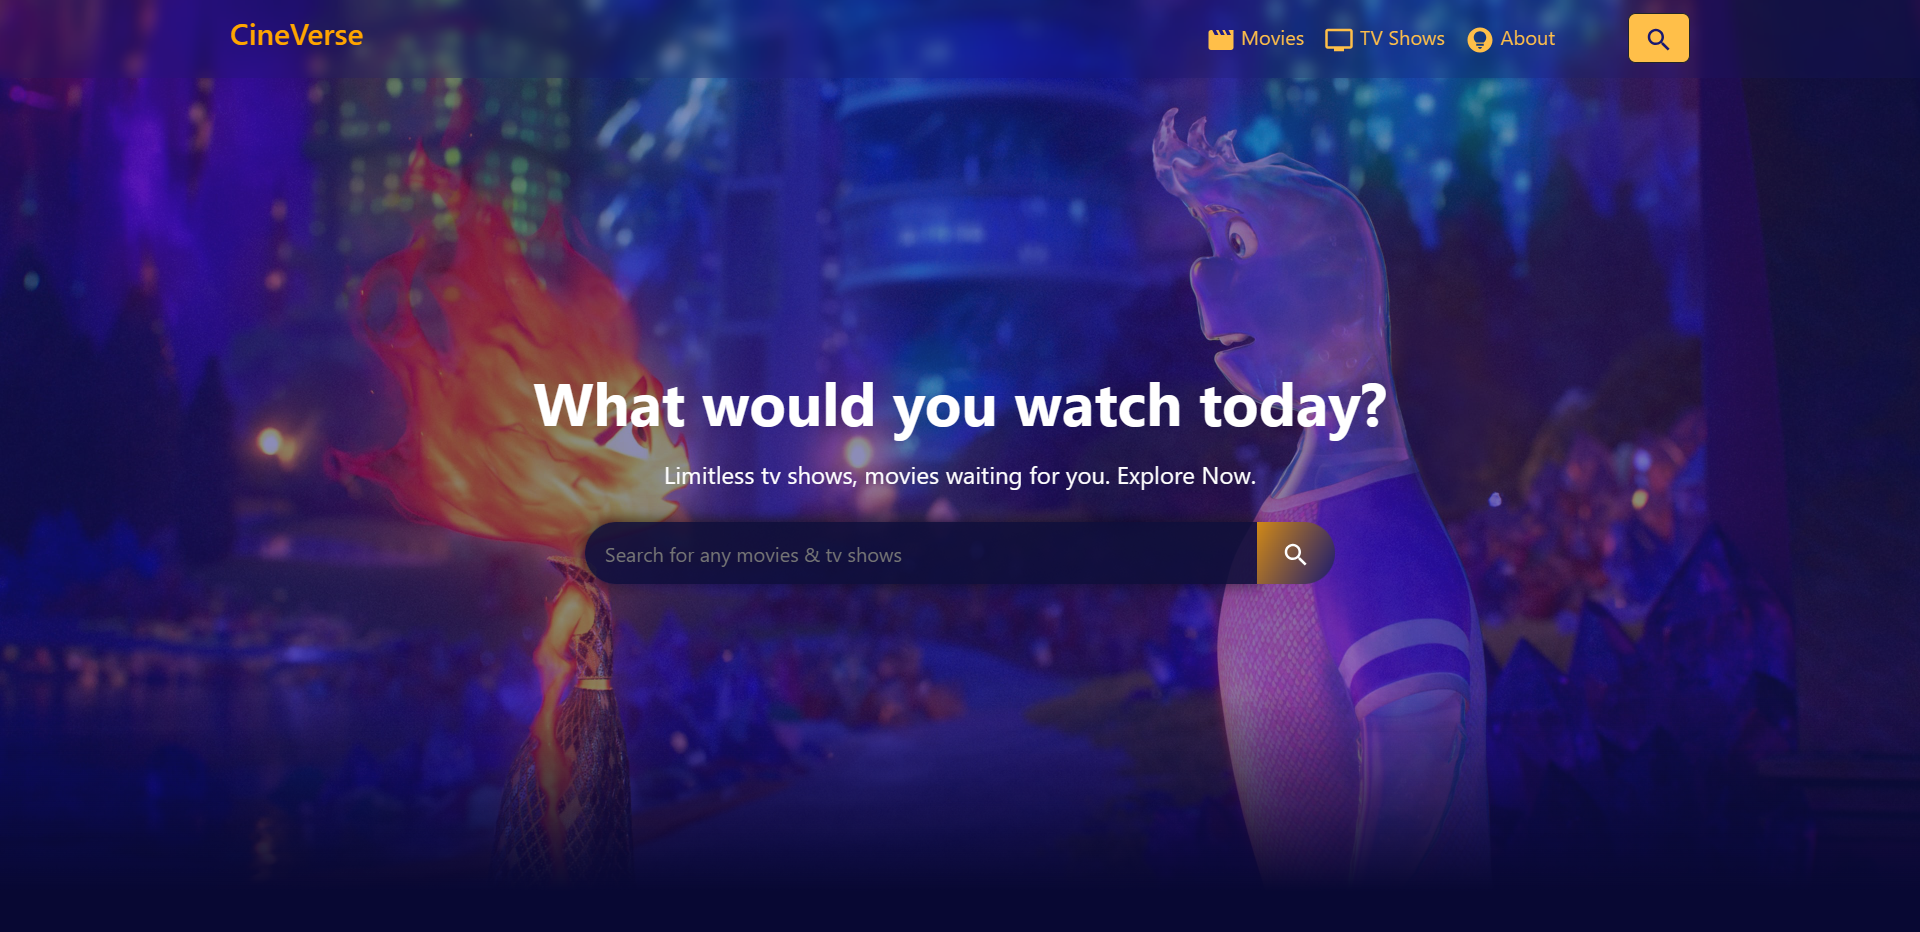 CineVerse
Movies TV Shows About
What would you watch today?
Limitless tv shows, movies waiting for you. Explore Now.
Search for any movies & tv shows